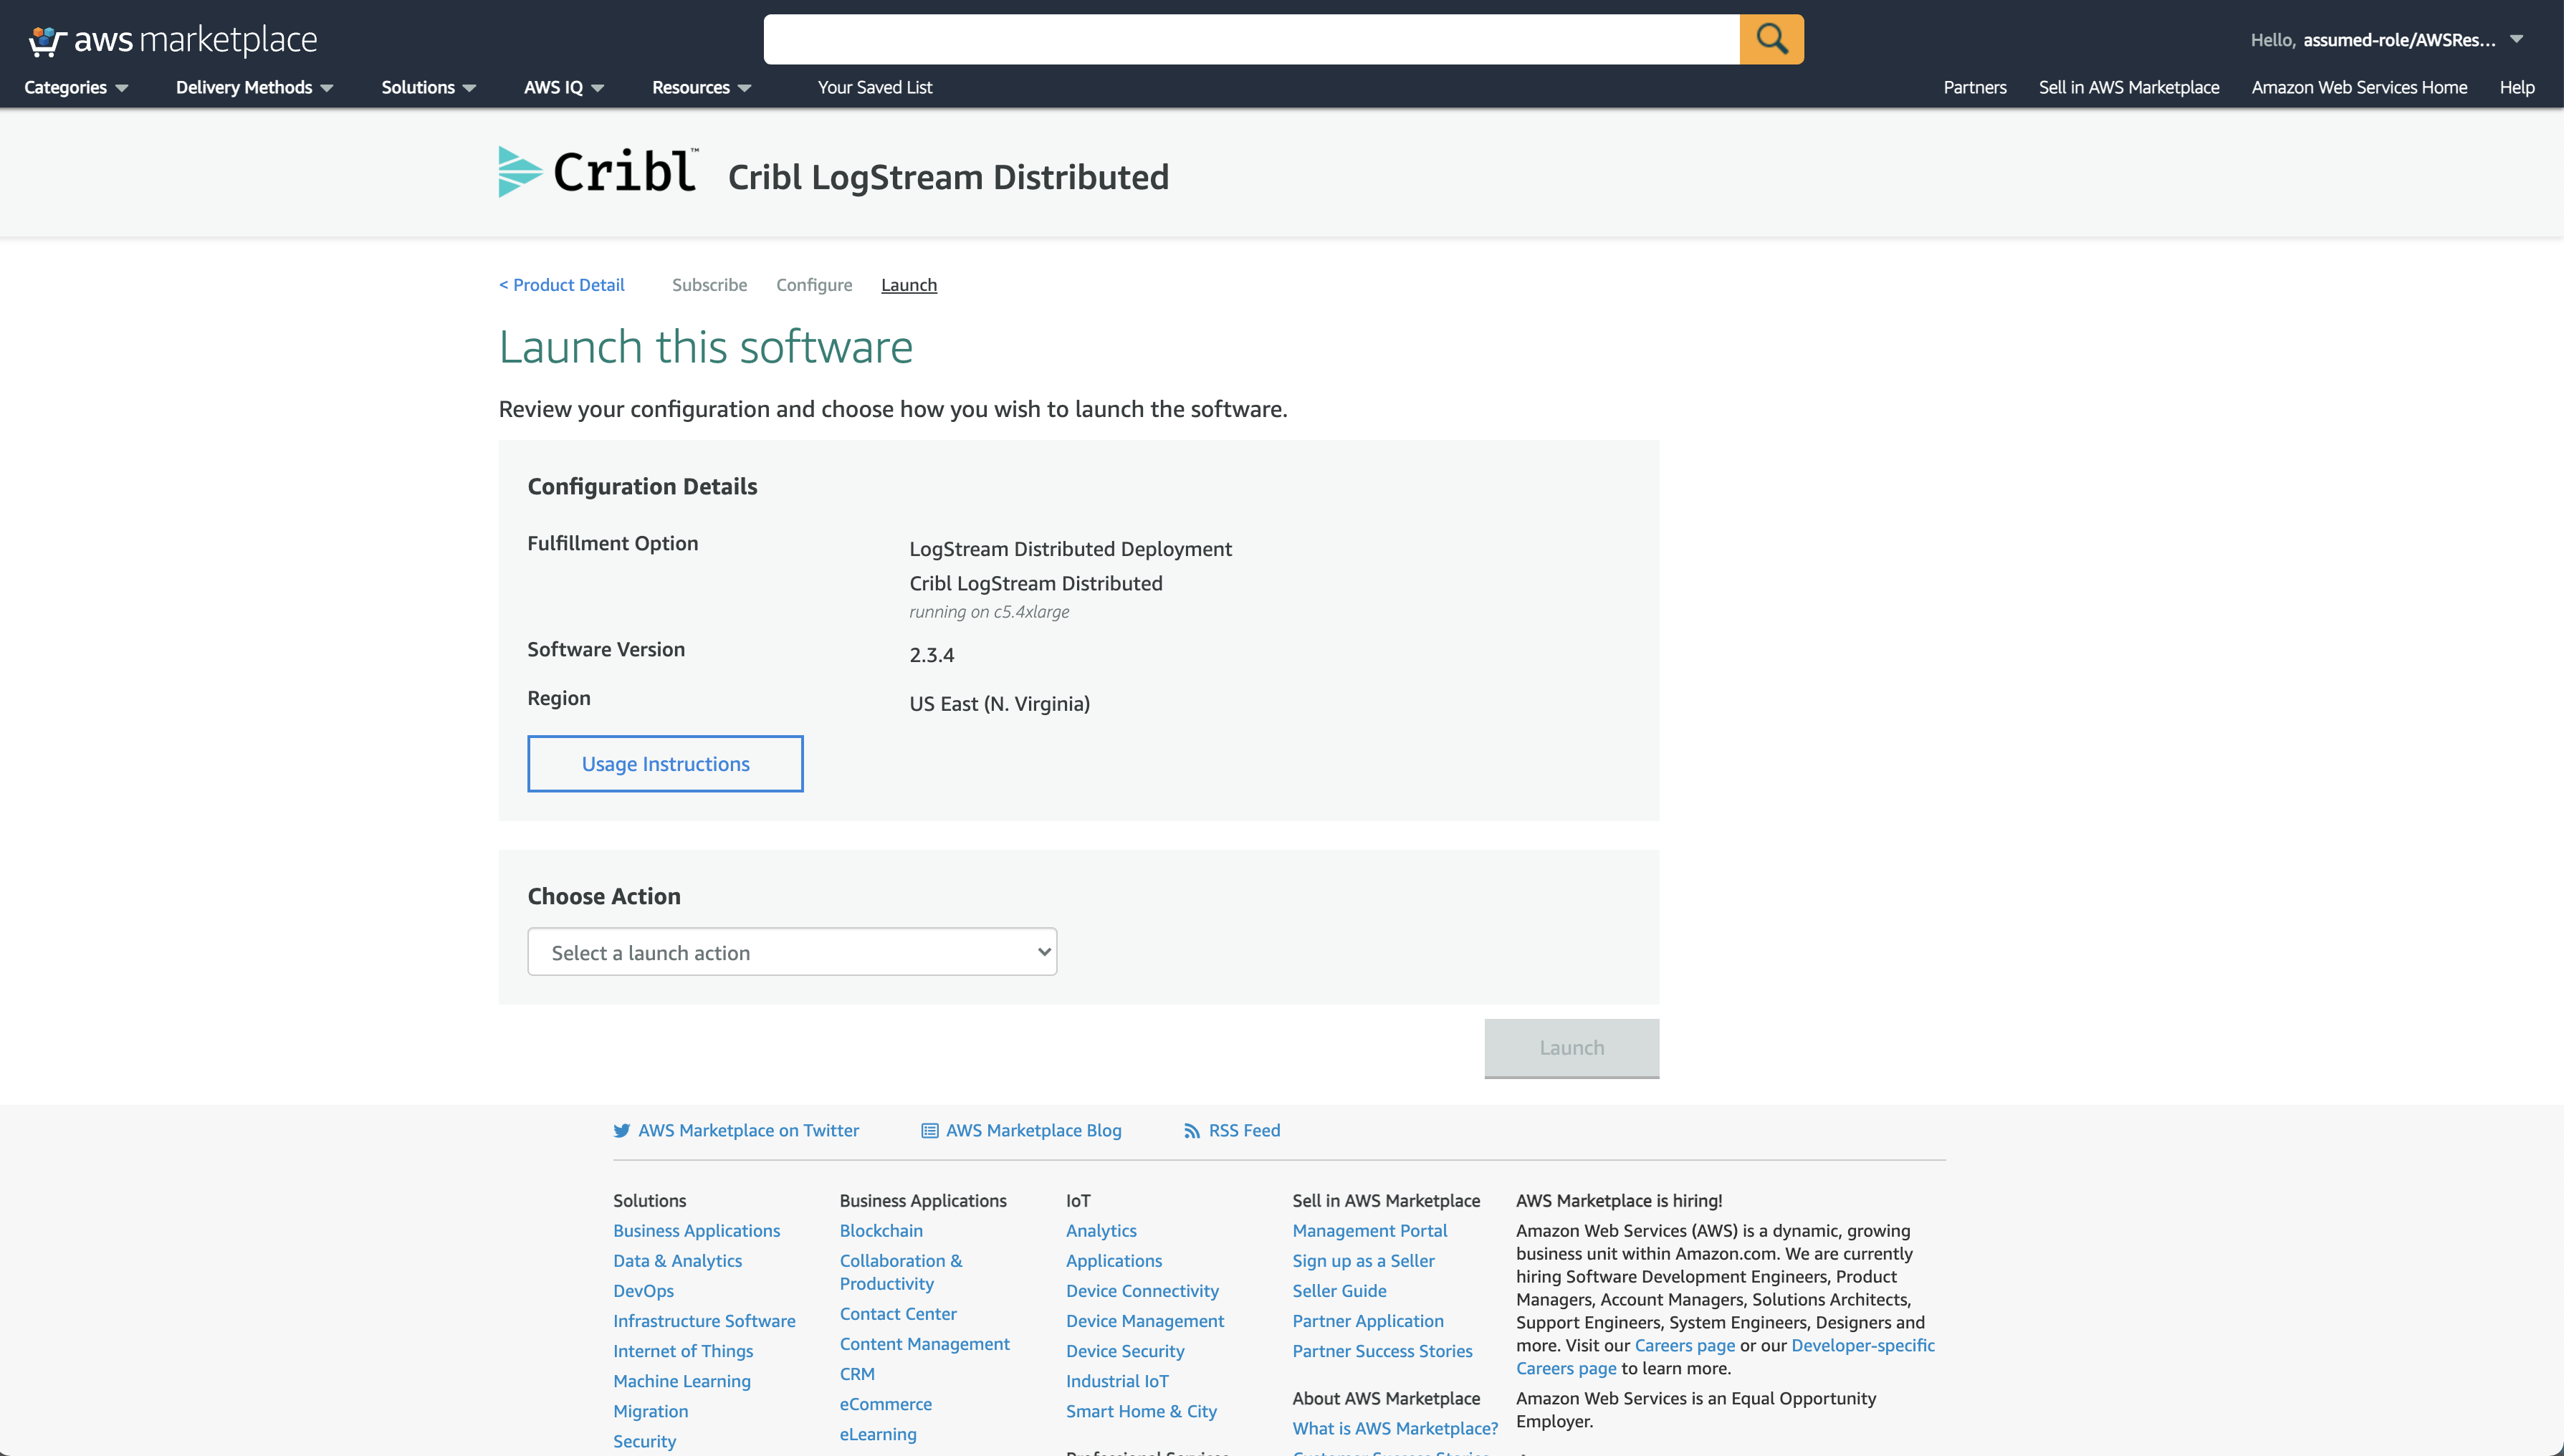 aws marketplace
Hello, assumed-role/AWSRes...
Categories
Delivery Methods
Solutions
AWS IQ
Resources
Your Saved List
Partners
Sell in AWS Marketplace
Amazon Web Services Home
Help
Cribl™
Cribl LogStream Distributed
< Product Detail
Subscribe
Configure
Launch
Launch this software
Review your configuration and choose how you wish to launch the software.
Configuration Details
Fulfillment Option
LogStream Distributed Deployment
Cribl LogStream Distributed
running on c5.4xlarge
Software Version
2.3.4
Region
US East (N. Virginia)
Usage Instructions
Choose Action
Select a launch action
Launch
AWS Marketplace on Twitter
AWS Marketplace Blog
RSS Feed
Solutions
Business Applications
Data & Analytics
DevOps
Infrastructure Software
Internet of Things
Machine Learning
Migration
Security
Business Applications
Blockchain
Collaboration &
Productivity
Contact Center
Content Management
CRM
eCommerce
eLearning
IoT
Analytics
Applications
Device Connectivity
Device Management
Device Security
Industrial IoT
Smart Home & City
Sell in AWS Marketplace
Management Portal
Sign up as a Seller
Seller Guide
Partner Application
Partner Success Stories
About AWS Marketplace
What is AWS Marketplace?
AWS Marketplace is hiring!
Amazon Web Services (AWS) is a dynamic, growing
business unit within Amazon.com. We are currently
hiring Software Development Engineers, Product
Managers, Account Managers, Solutions Architects,
Support Engineers, System Engineers, Designers and
more. Visit our Careers page or our Developer-specific
Careers page to learn more.
Amazon Web Services is an Equal Opportunity
Employer.